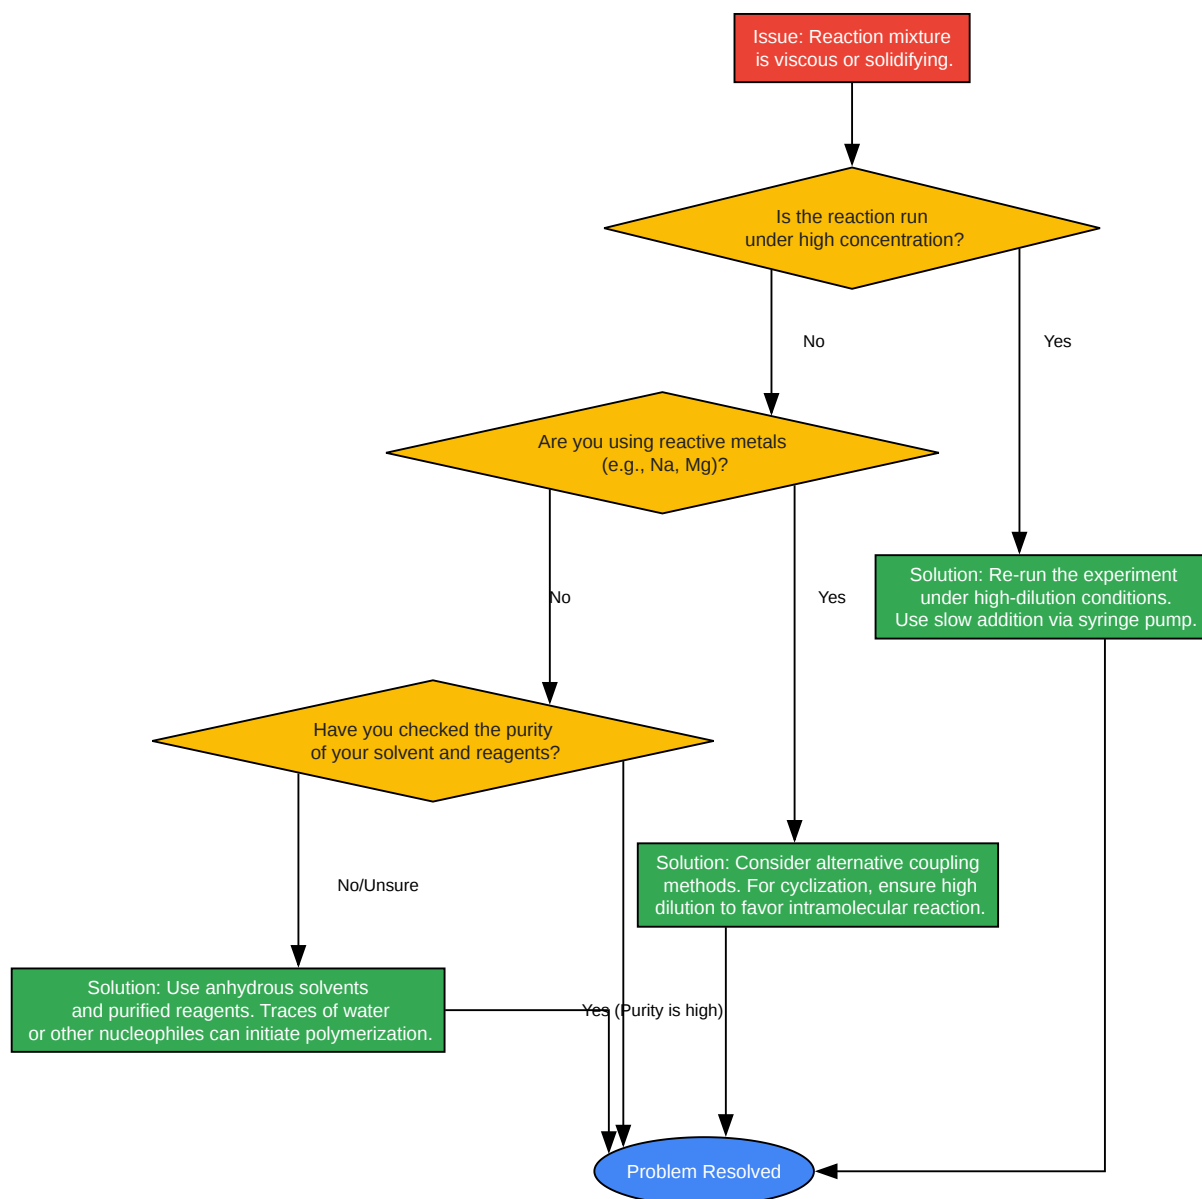 Issue: Reaction mixture
is viscous or solidifying.
Is the reaction run
under high concentration?
No
Yes
Are you using reactive metals
(e.g., Na, Mg)?
No
Yes
Solution: Re-run the experiment
under high-dilution conditions.
Use slow addition via syringe pump.
Have you checked the purity
of your solvent and reagents?
No/Unsure
Solution: Consider alternative coupling
methods. For cyclization, ensure high
dilution to favor intramolecular reaction.
Solution: Use anhydrous solvents
and purified reagents. Traces of water
or other nucleophiles can initiate polymerization.
Yes (Purity is high)
Problem Resolved